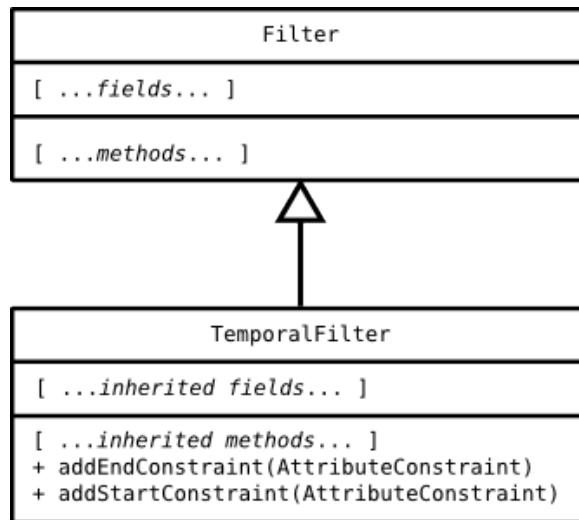 Filter
[ ...fields... ]
[ ...methods... ]
TemporalFilter
[ ...inherited fields... ]
[ ...inherited methods... ]
+ addEndConstraint(AttributeConstraint)
+ addStartConstraint(AttributeConstraint)